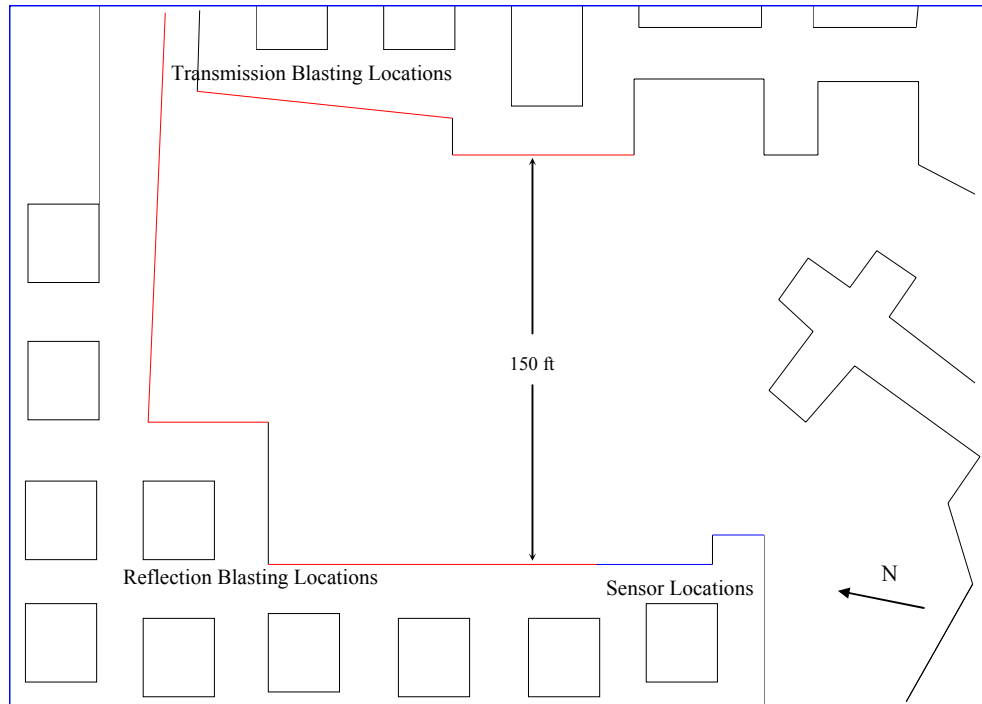 Transmission Blasting Locations
150 ft
Reflection Blasting Locations
Sensor Locations
N